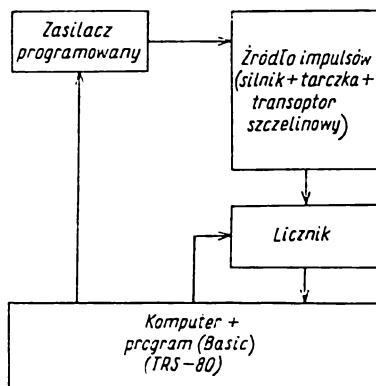 Zasilacz
programowany
Źródło impulsów
(silnik + tarczka +
transoptor
szczelinowy)
Licznik
Komputer +
program (Basic)
(TRS-80)